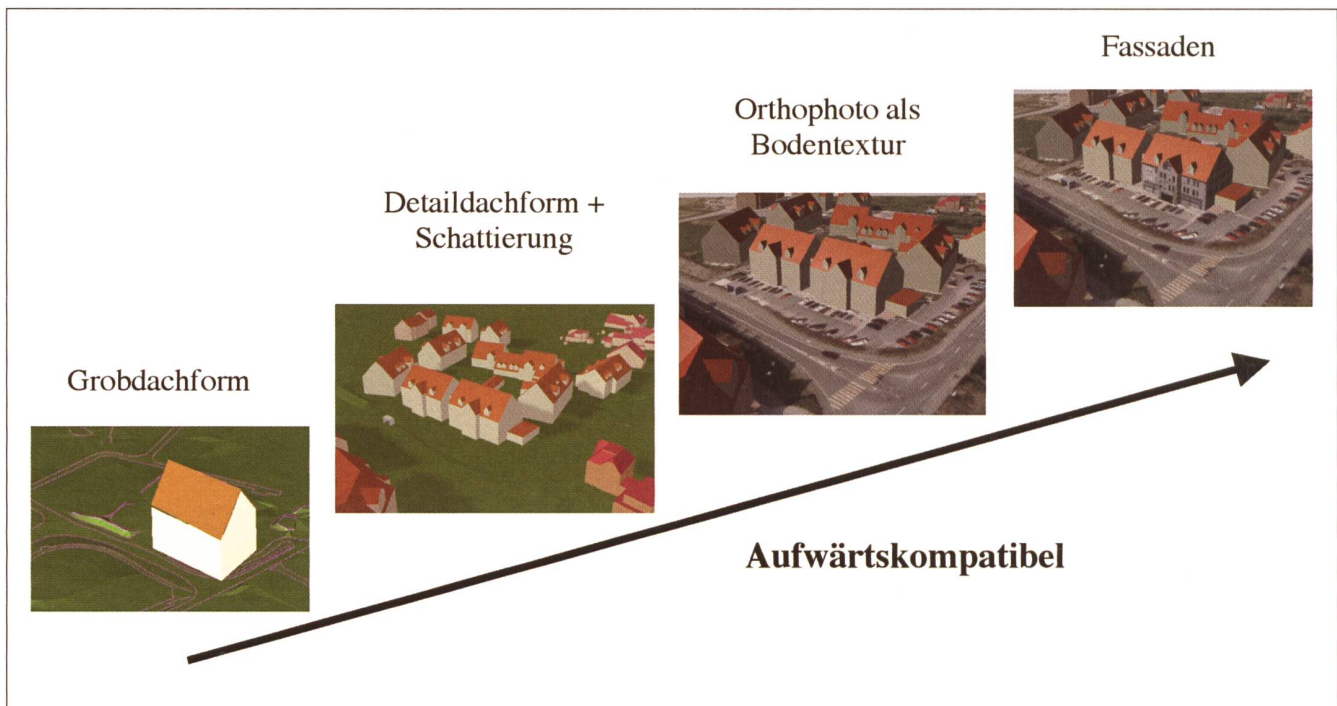 Grobdachform
Detaildachform +
Schattierung
Orthophoto als
Bodentextur
Fassaden
Aufwärtskompatibel